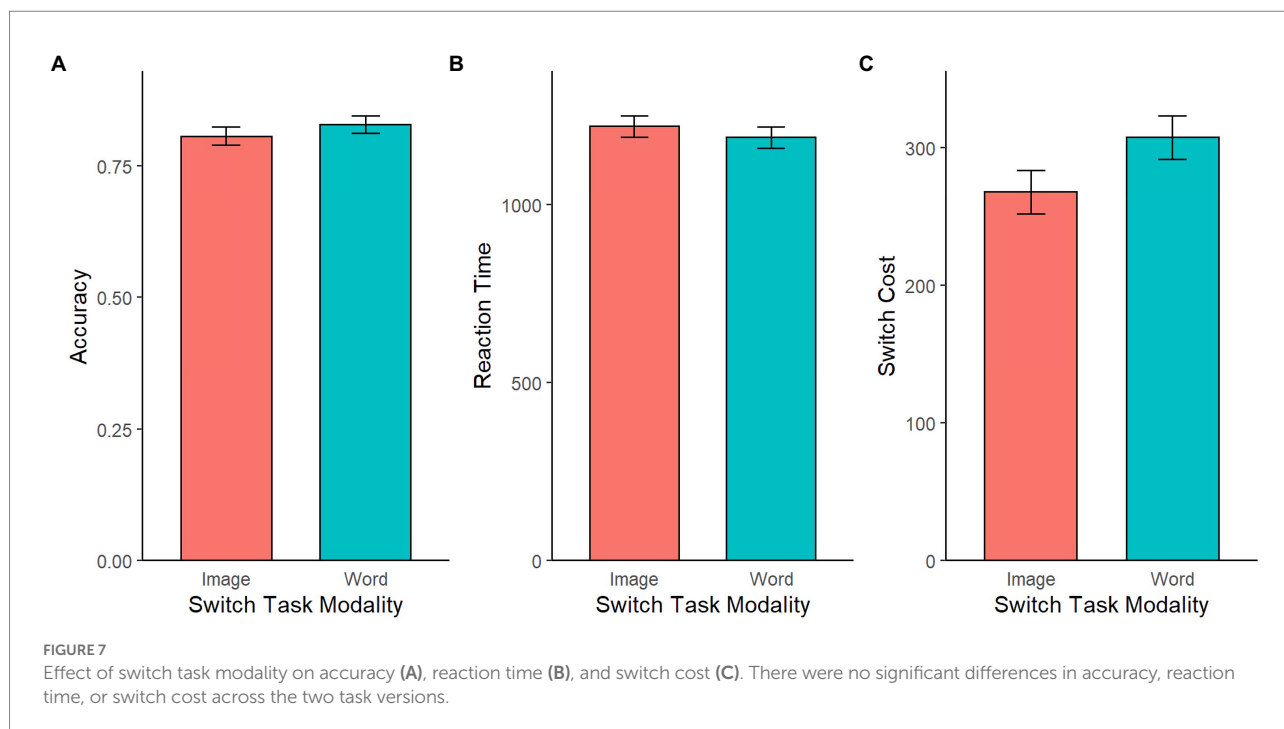 A
Accuracy
0.75
0.50
0.25
0.00
Image Word
Switch Task Modality
B
Reaction Time
1000
500
0
Image Word
Switch Task Modality
C
Switch Cost
300
200
100
0
Image Word
Switch Task Modality
FIGURE 7
Effect of switch task modality on accuracy (A), reaction time (B), and switch cost (C). There were no significant differences in accuracy, reaction
time, or switch cost across the two task versions.